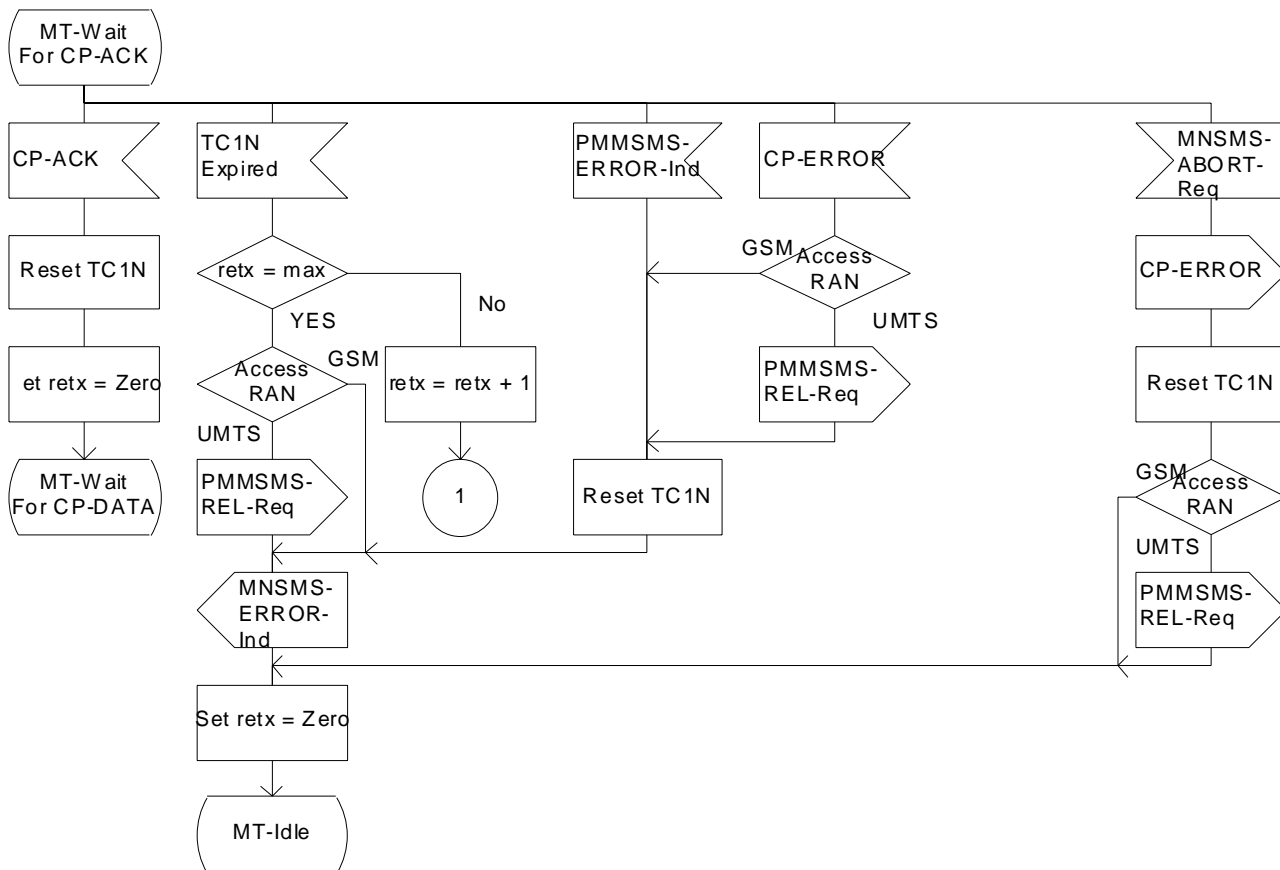 MT-Wait
For CP-ACK
CP-ACK
TC1N
Expired
PMMSMS-
ERROR-Ind
CP-ERROR
MNSMS-
ABORT-
Req
Reset TC1N
retx = max
GSM
Access
RAN
CP-ERROR
No
YES
UMTS
et retx = Zero
Access
RAN
GSM
retx = retx + 1
PMMSMS-
REL-Req
Reset TC1N
UMTS
MT-Wait
For CP-DATA
PMMSMS-
REL-Req
1
Reset TC1N
GSM
Access
RAN
UMTS
MNSMS-
ERROR-
Ind
PMMSMS-
REL-Req
Set retx = Zero
MT-Idle